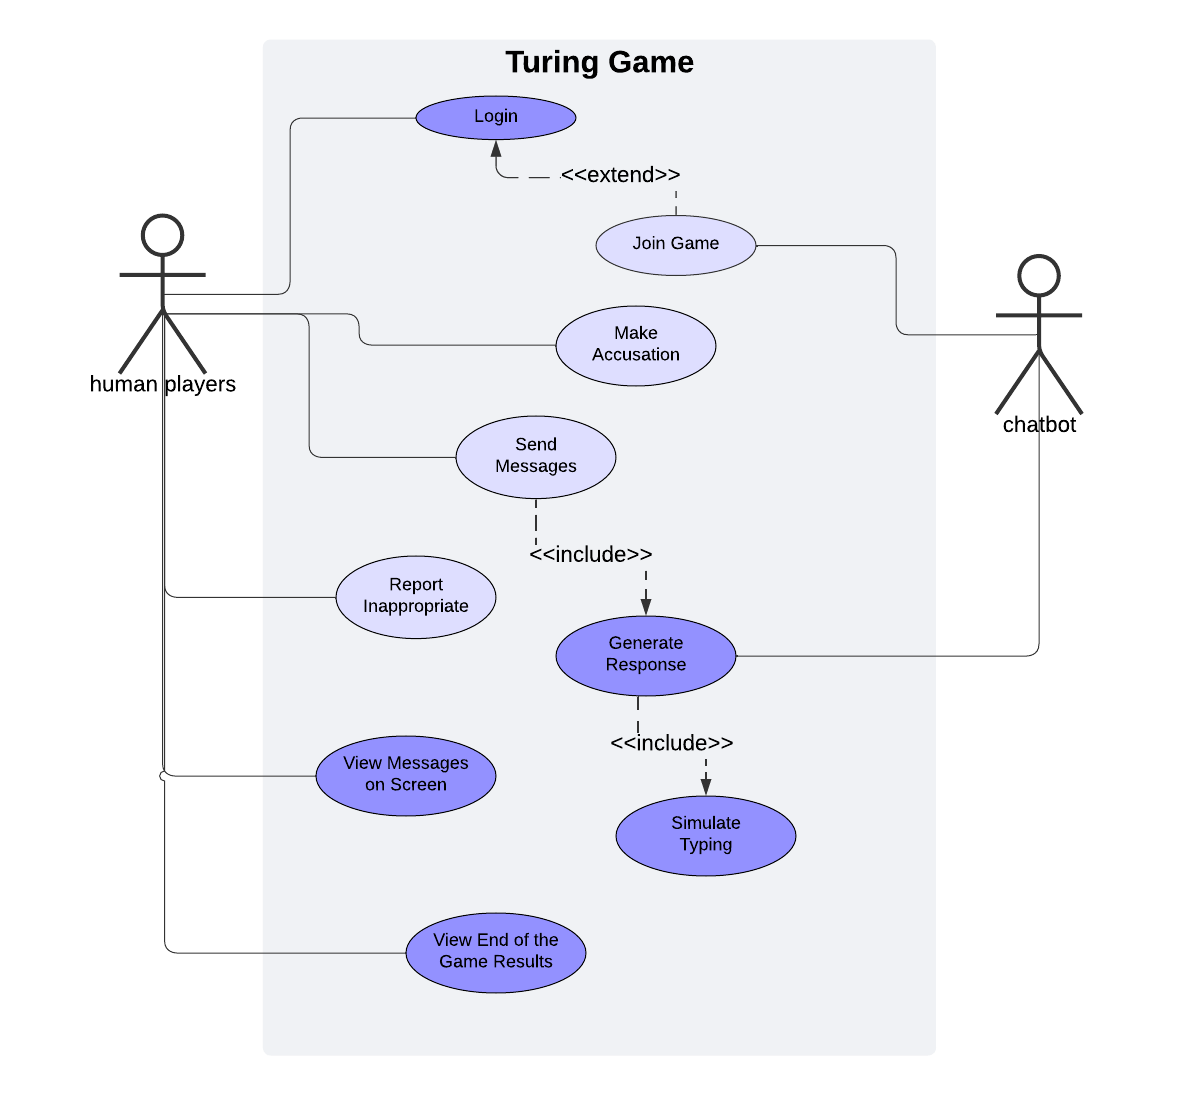 Turing Game
Login
<<extend>>
Join Game
Make
Accusation
human players
chatbot
Send
Messages
<<include>>
Report
Inappropriate
Generate
Response
<<include>>
View Messages
on Screen
Simulate
Typing
View End of the
Game Results